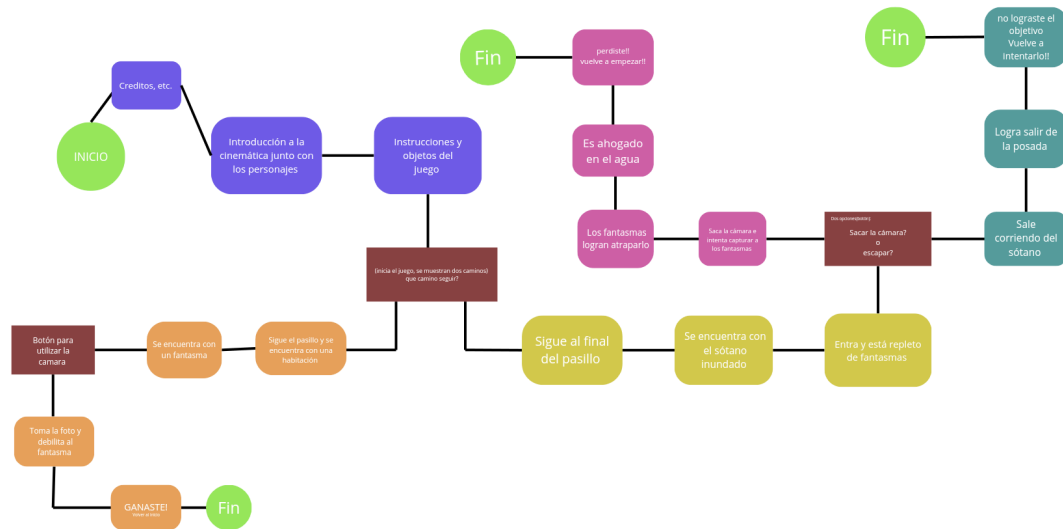 INICIO
Creditos, etc.
Introducción a la
cinemática junto con
los personajes
Instrucciones y
objetos del
juego
(inicia el juego, se muestran dos caminos)
que camino seguir?
Sigue el pasillo y se
encuentra con una
habitación
Se encuentra con
un fantasma
Botón para
utilizar la
camara
Toma la foto y
debilita al
fantasma
GANASTE!
Fin
Sigue al final
del pasillo
Se encuentra con
el sótano
inundado
Entra y está repleto
de fantasmas
Sacar la cámara?
o
escapar?
Saca la cámara e
intenta capturar a
los fantasmas
Los fantasmas
logran atraparlo
Es ahogado
en el agua
perdiste!!
vuelve a empezar!!
Fin
Sale
corriendo del
sótano
Logra salir de
la posada
no lograste el
objetivo
Vuelve a
intentarlo!!
Fin